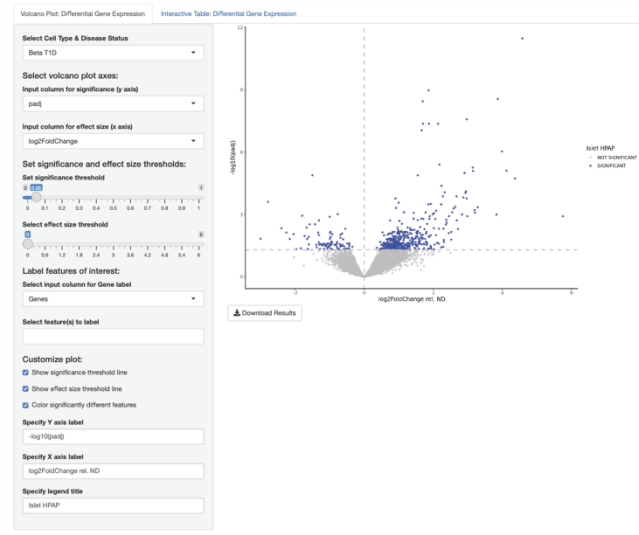 Volcano Plot: Differential Gene Expression
Interactive Table: Differential Gene Expression
Select Cell Type & Disease Status
Beta T1D
Select volcano plot axes:
Input column for significance (y axis)
padj
Input column for effect size (x axis)
log2FoldChange
Set significance and effect size thresholds:
Set significance threshold
0 0.05 1
0 0.1 0.2 0.3 0.4 0.5 0.6 0.7 0.8 0.9 1
Select effect size threshold
0 6
0 0.6 1.2 1.8 2.4 3 3.6 4.2 4.8 5.4 6
Label features of interest:
Select input column for Gene label
Genes
Select feature(s) to label
Customize plot:
Show significance threshold line
Show effect size threshold line
Color significantly different features
Specify Y axis label
-log10(padj)
Specify X axis label
log2FoldChange rel. ND
Specify legend title
Islet HPAP
12
9
6
3
0
-log10(padj)
-2 0 2 4 6
log2FoldChange rel. ND
Islet HPAP
NOT SIGNIFICANT
SIGNIFICANT
Download Results